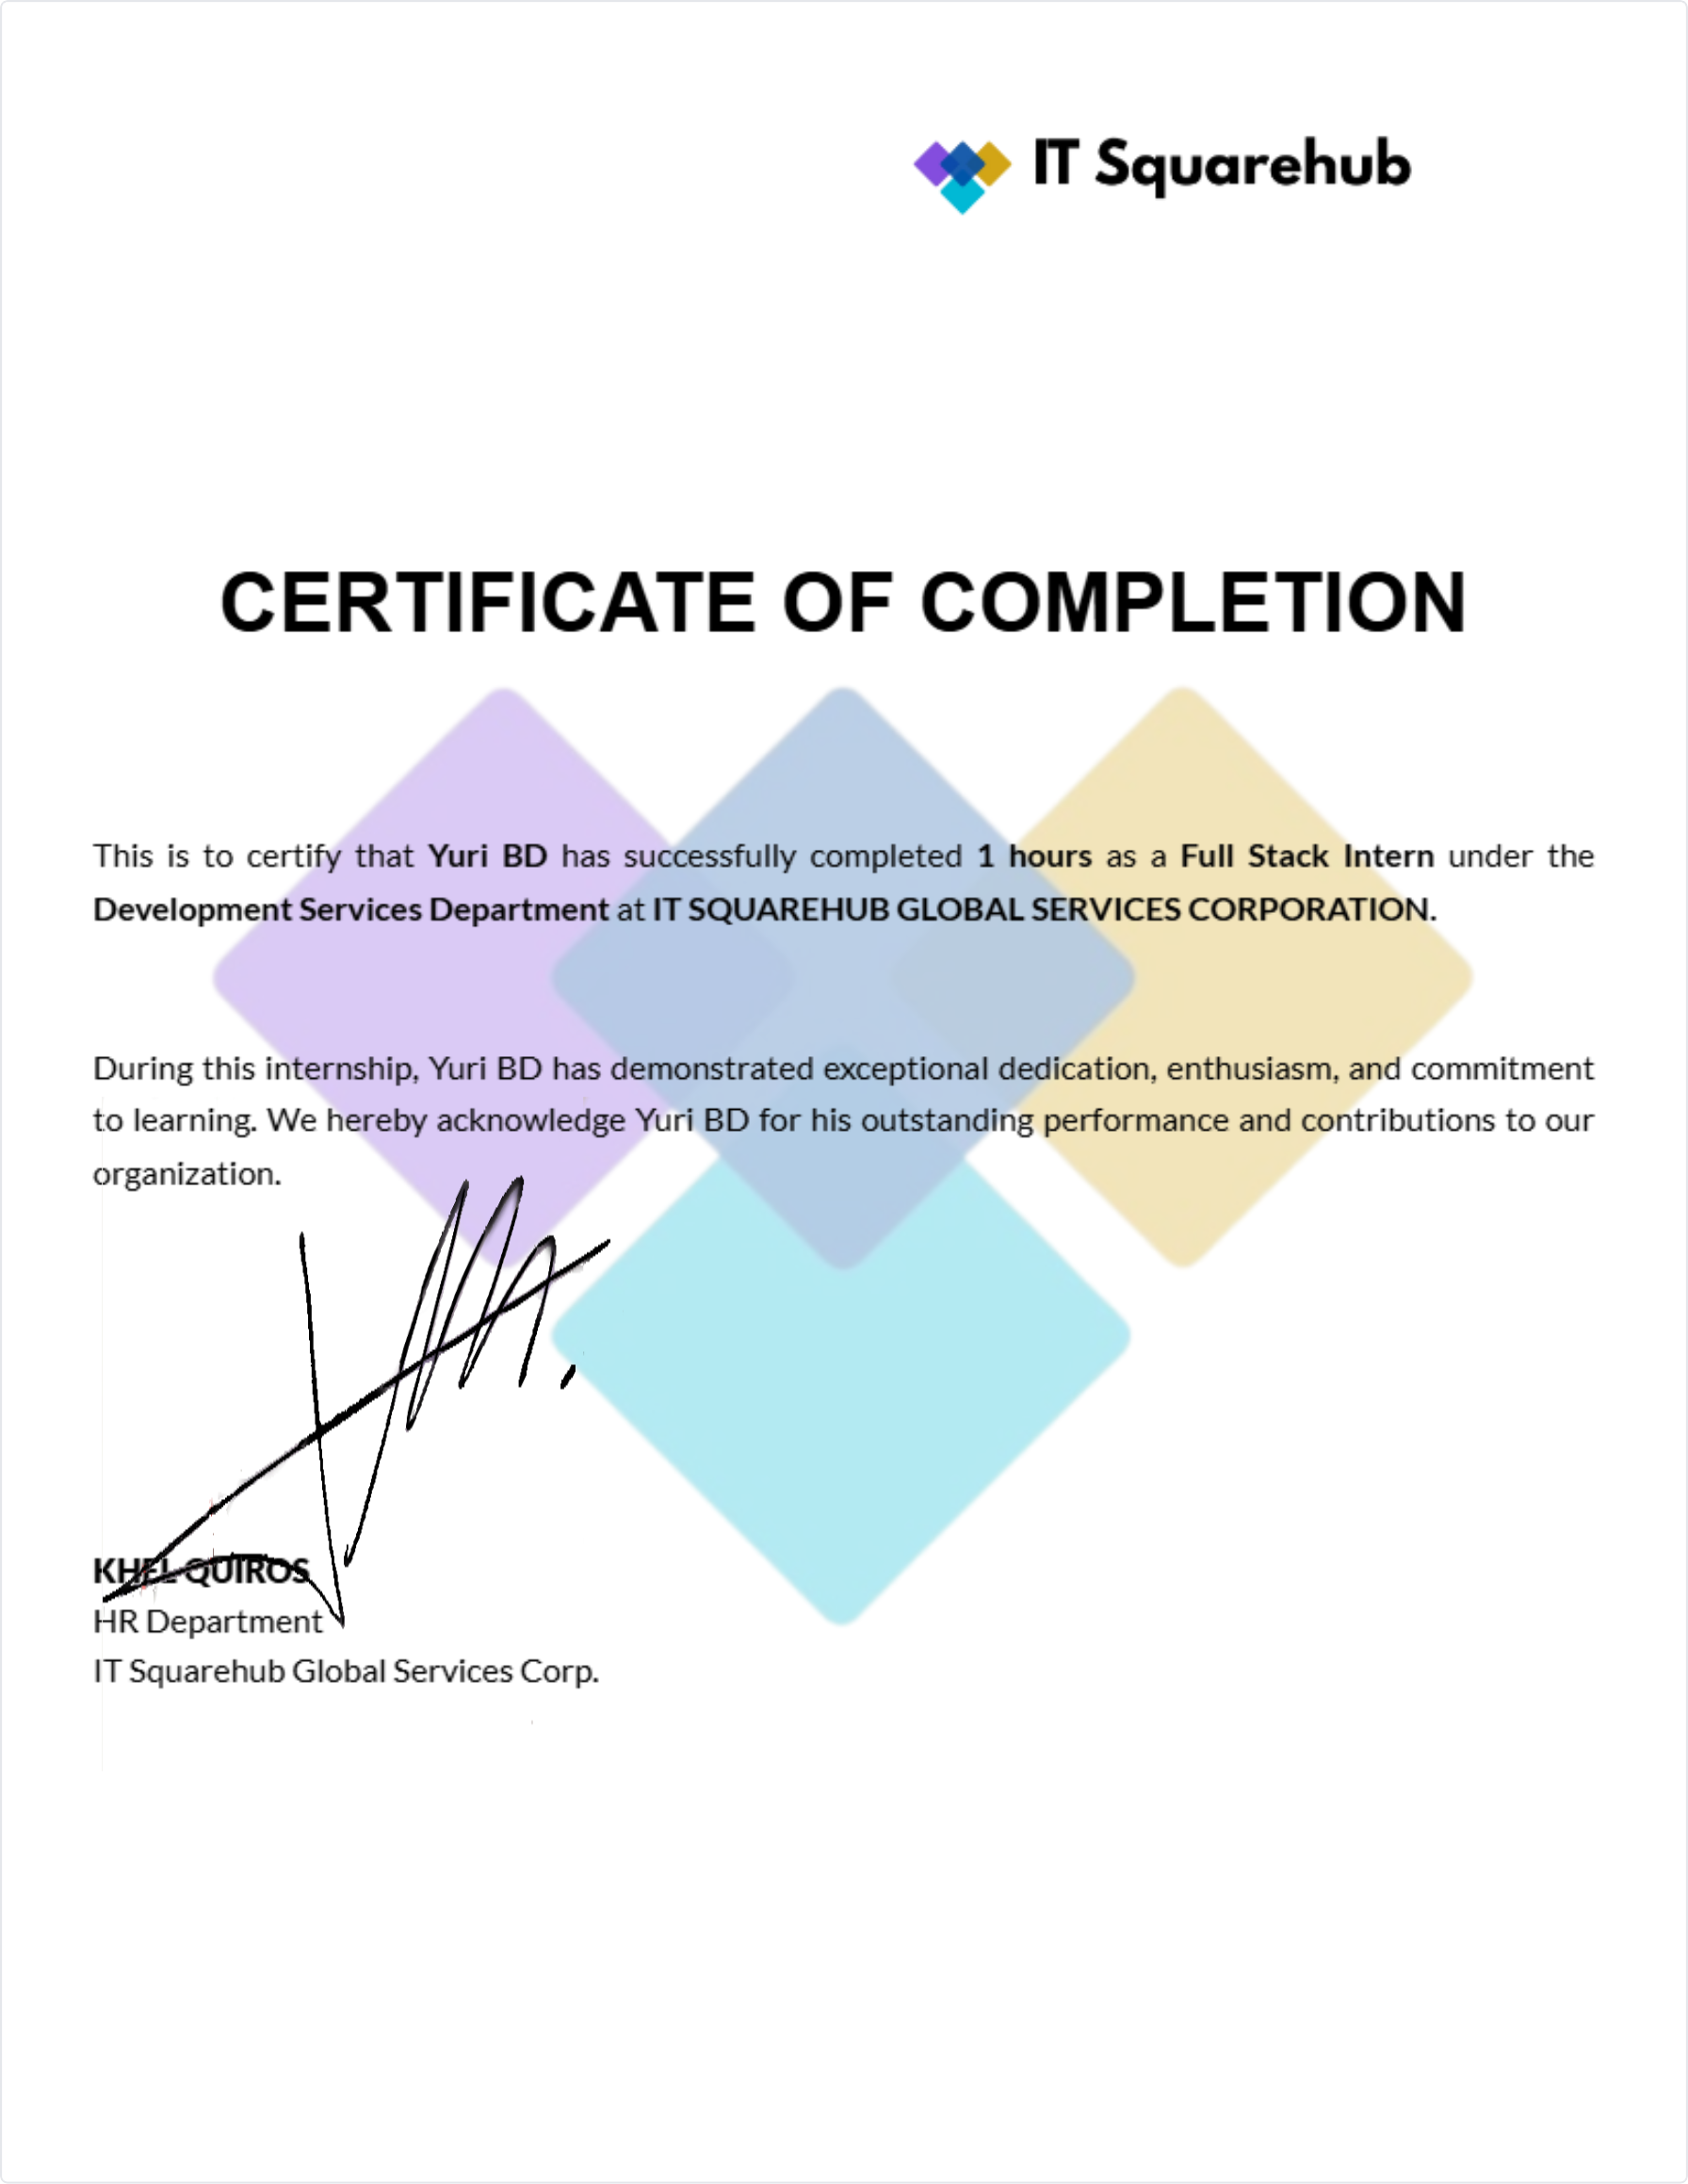 IT Squarehub
CERTIFICATE OF COMPLETION
This is to certify that Yuri BD has successfully completed 1 hours as a Full Stack Intern under the
Development Services Department at IT SQUAREHUB GLOBAL SERVICES CORPORATION.
During this internship, Yuri BD has demonstrated exceptional dedication, enthusiasm, and commitment
to learning. We hereby acknowledge Yuri BD for his outstanding performance and contributions to our
organization.
KHEL QUIROS
HR Department
IT Squarehub Global Services Corp.